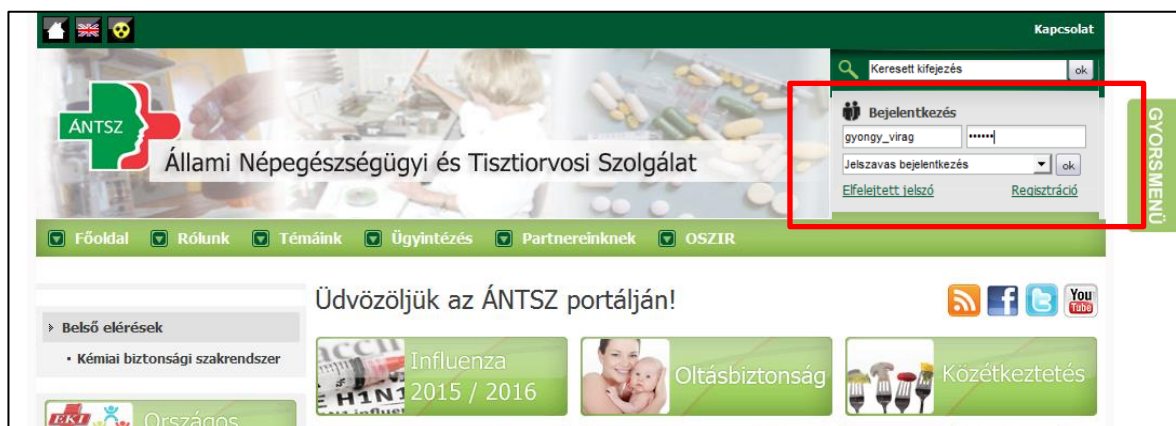 Kapcsolat
Keresett kifejezés ok
Bejelentkezés
gyongy_virag ••••••
Jelszavas bejelentkezés ok
Elfelejtett jelszó Regisztráció
GYORSMENÜ
ÁNTSZ
Állami Népegészségügyi és Tisztiorvosi Szolgálat
Főoldal Rólunk Témáink Ügyintézés Partnereinknek OSZIR
Üdvözöljük az ÁNTSZ portálján!
You
Tube
Belső elérések
Kémiai biztonsági szakrendszer
Influenza
2015 / 2016
H1N1
Oltásbiztonság
Közétkeztetés
EKI
Országos